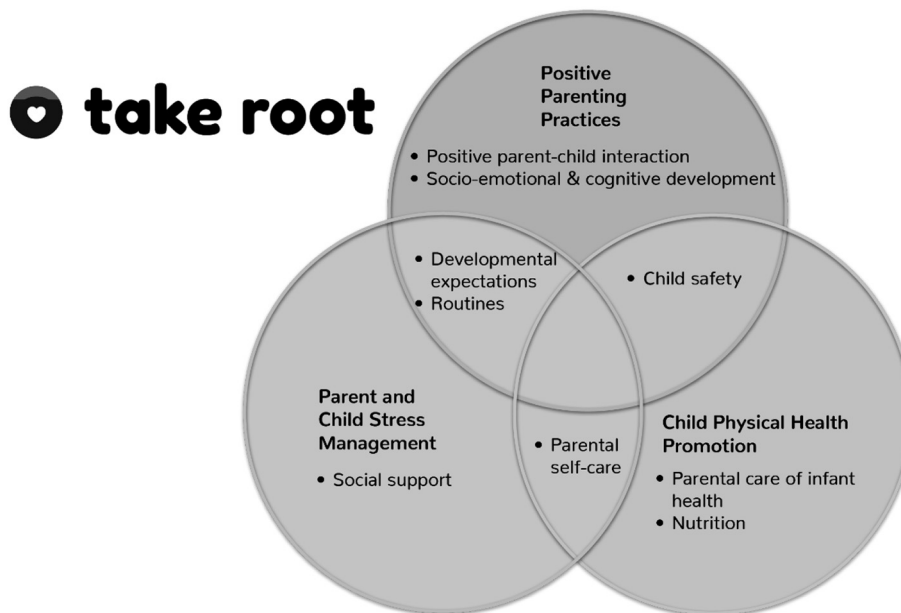 take root
Positive
Parenting
Practices
• Positive parent-child interaction
• Socio-emotional & cognitive development
• Developmental
expectations
• Routines
• Child safety
Parent and
Child Stress
Management
• Social support
• Parental
self-care
Child Physical Health
Promotion
• Parental care of infant
health
• Nutrition